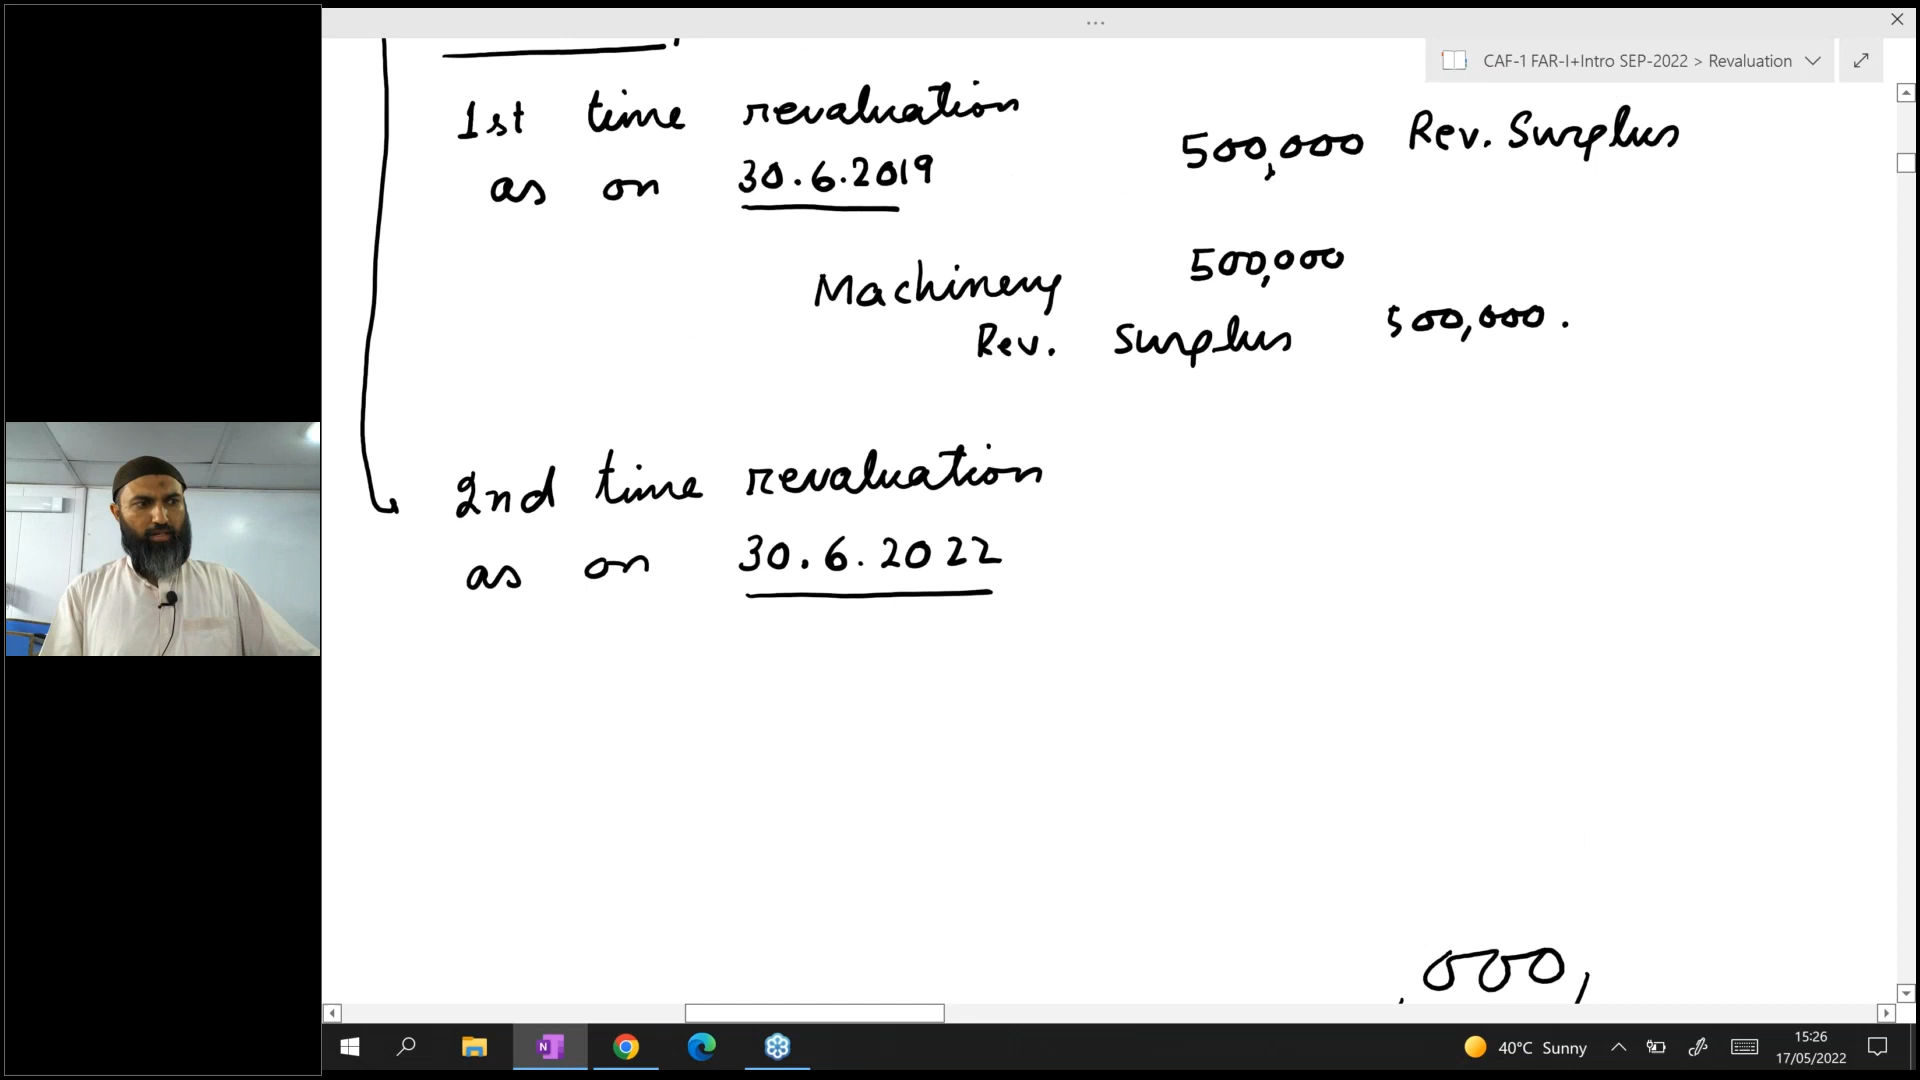 CAF-1 FAR-I+Intro SEP-2022 > Revaluation
1st time revaluation
as on 30.6.2019
500,000 Rev. Surplus
Machinery 500,000
Rev. Surplus 500,000.
2nd time revaluation
as on 30.6.2022
000,
40°C Sunny
15:26
17/05/2022